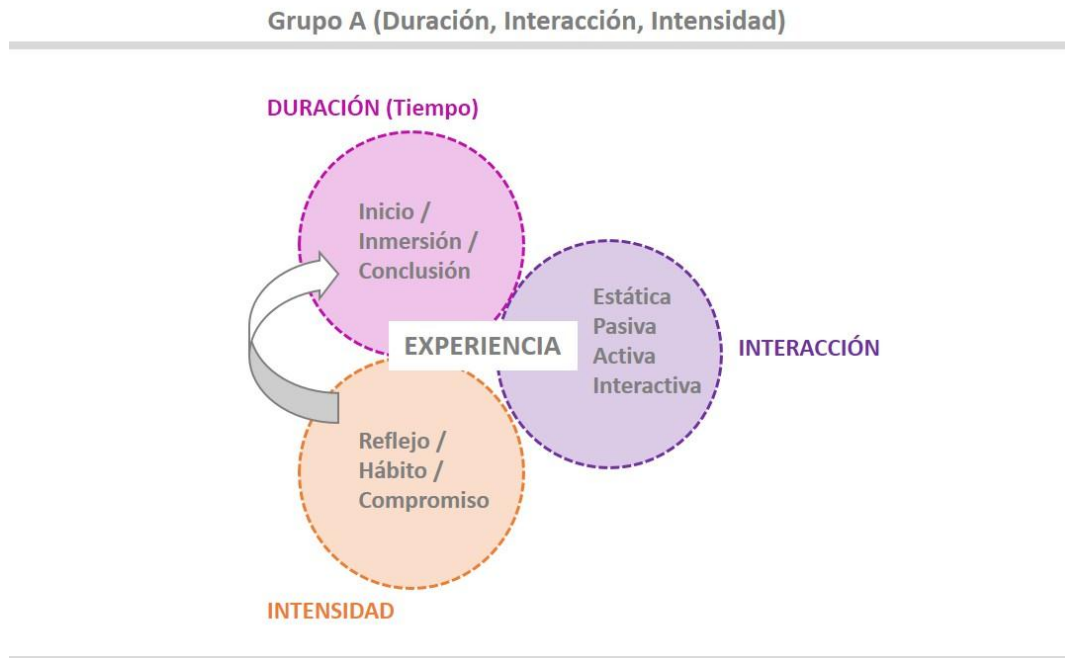 Grupo A (Duración, Interacción, Intensidad)
DURACIÓN (Tiempo)
Inicio /
Inmersión /
Conclusión
EXPERIENCIA
Estática
Pasiva
Activa
Interactiva
INTERACCIÓN
Reflejo /
Hábito /
Compromiso
INTENSIDAD